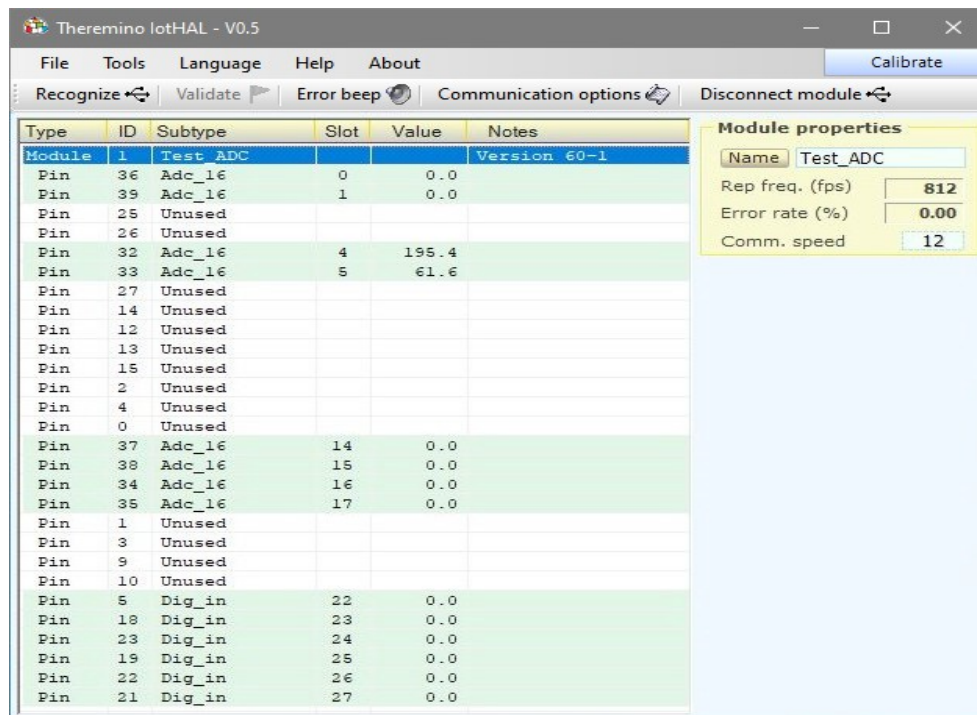 Theremino IotHAL - V0.5
File Tools Language Help About Calibrate
Recognize Validate Error beep Communication options Disconnect module
Type ID Subtype Slot Value Notes
Module 1 Test_ADC Version 60-1
Pin 36 Adc_16 0 0.0
Pin 39 Adc_16 1 0.0
Pin 25 Unused
Pin 26 Unused
Pin 32 Adc_16 4 195.4
Pin 33 Adc_16 5 61.6
Pin 27 Unused
Pin 14 Unused
Pin 12 Unused
Pin 13 Unused
Pin 15 Unused
Pin 2 Unused
Pin 4 Unused
Pin 0 Unused
Pin 37 Adc_16 14 0.0
Pin 38 Adc_16 15 0.0
Pin 34 Adc_16 16 0.0
Pin 35 Adc_16 17 0.0
Pin 1 Unused
Pin 3 Unused
Pin 9 Unused
Pin 10 Unused
Pin 5 Dig_in 22 0.0
Pin 18 Dig_in 23 0.0
Pin 23 Dig_in 24 0.0
Pin 19 Dig_in 25 0.0
Pin 22 Dig_in 26 0.0
Pin 21 Dig_in 27 0.0
Module properties
Name Test_ADC
Rep freq. (fps) 812
Error rate (%) 0.00
Comm. speed 12